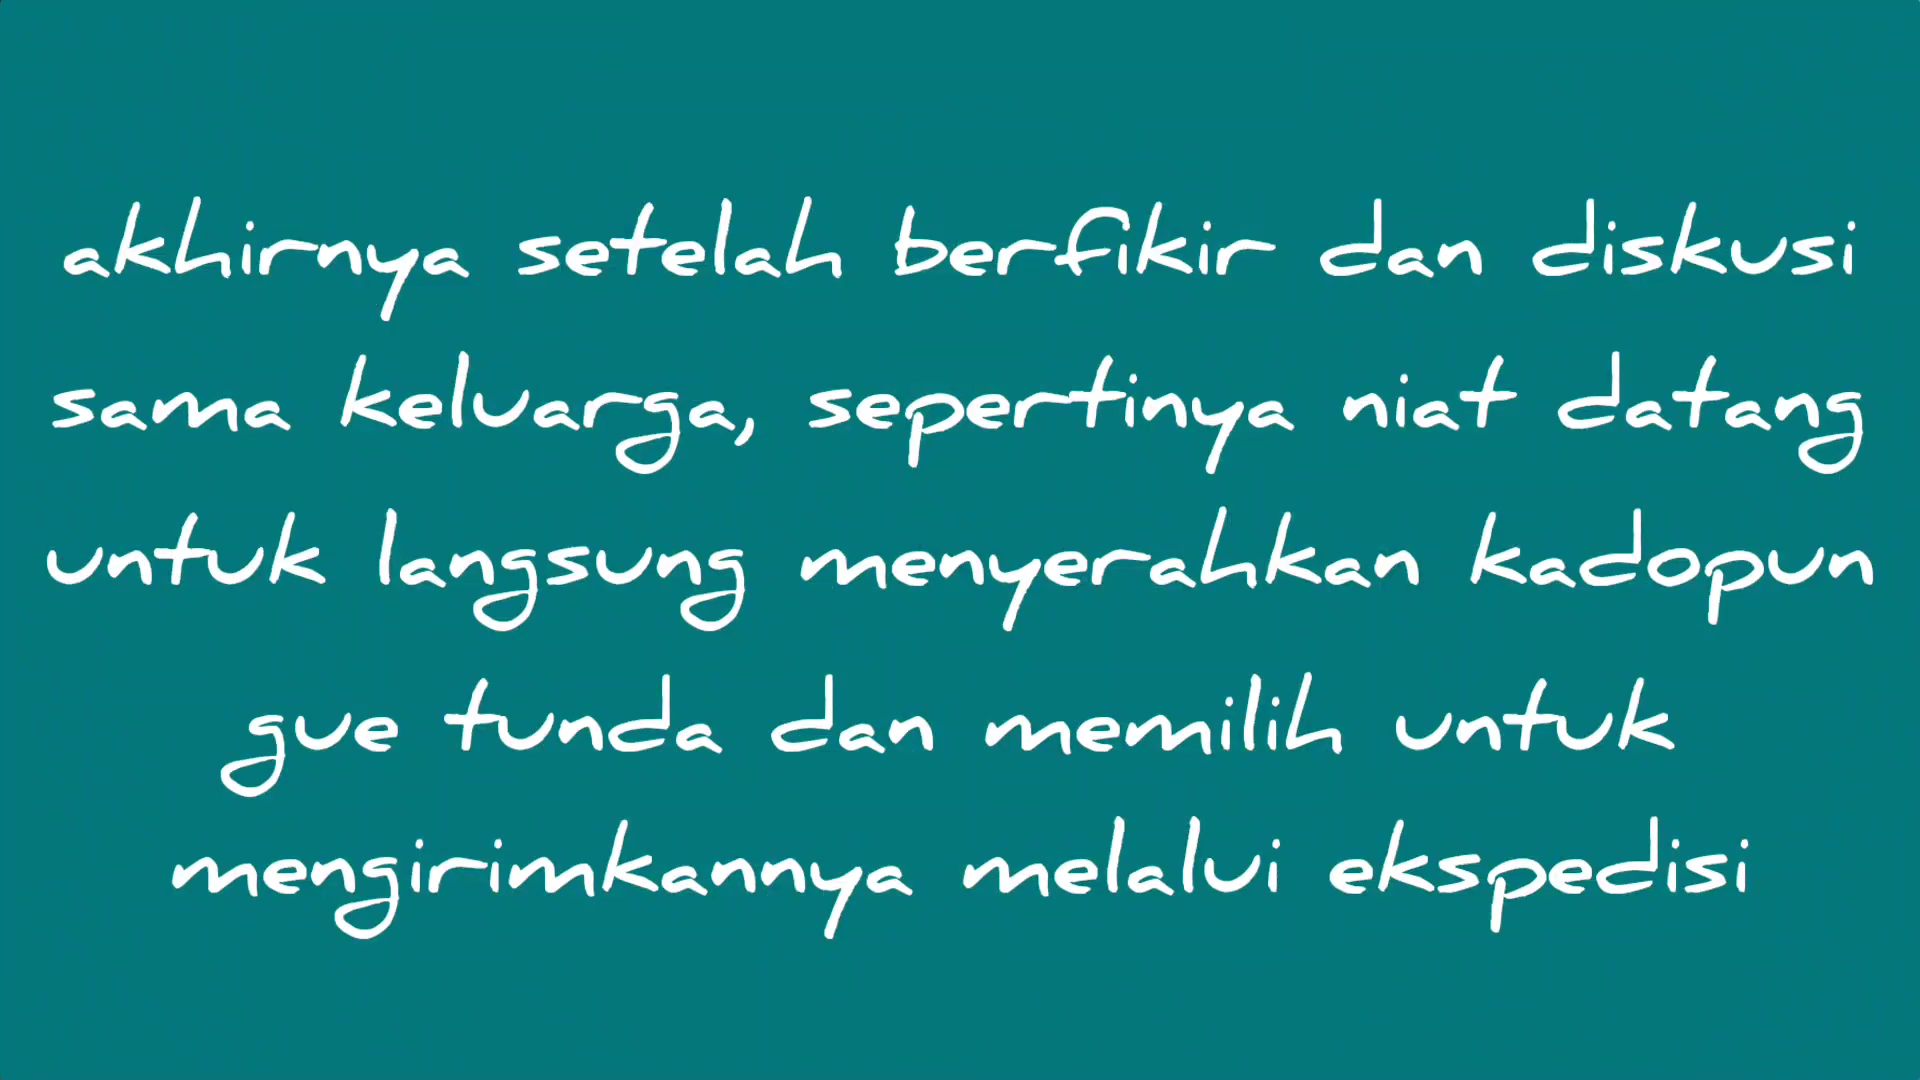 akhirnya setelah berfikir dan diskusi
sama keluarga, sepertinya niat datang
untuk langsung menyerahkan kadopun
gue tunda dan memilih untuk
mengirimkannya melalui ekspedisi